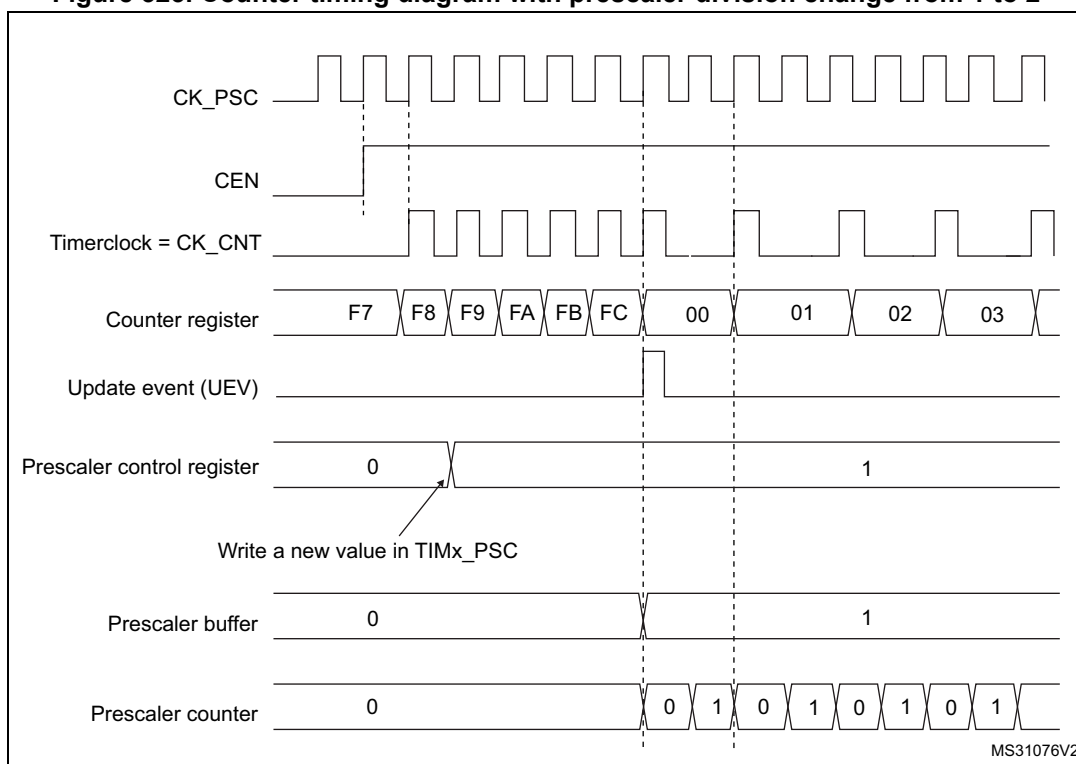 Figure Counter timing diagram with prescaler division change from 1 to 2
CK_PSC
CEN
Timerclock = CK_CNT
Counter register F7 F8 F9 FA FB FC 00 01 02 03
Update event (UEV)
Prescaler control register 0 1
Write a new value in TIMx_PSC
Prescaler buffer 0 1
Prescaler counter 0 0 1 0 1 0 1 0 1
MS31076V2